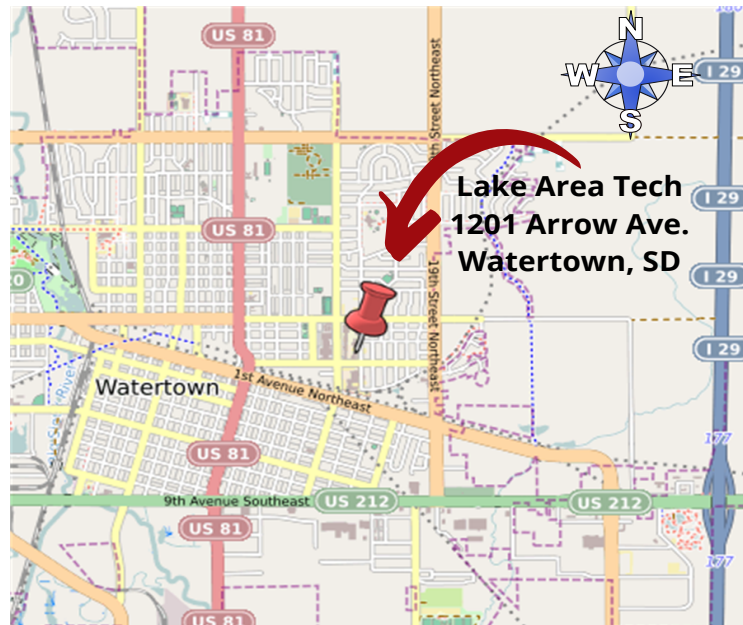 180
US 81
N
W E
S
I 29
Lake Area Tech
1201 Arrow Ave.
Watertown, SD
I 29
US 81
I 29
19th Street Northeast
I 29
Watertown
1st Avenue Northeast
177
US 81
9th Avenue Southeast
US 212
US 212
US 81
177
US 81